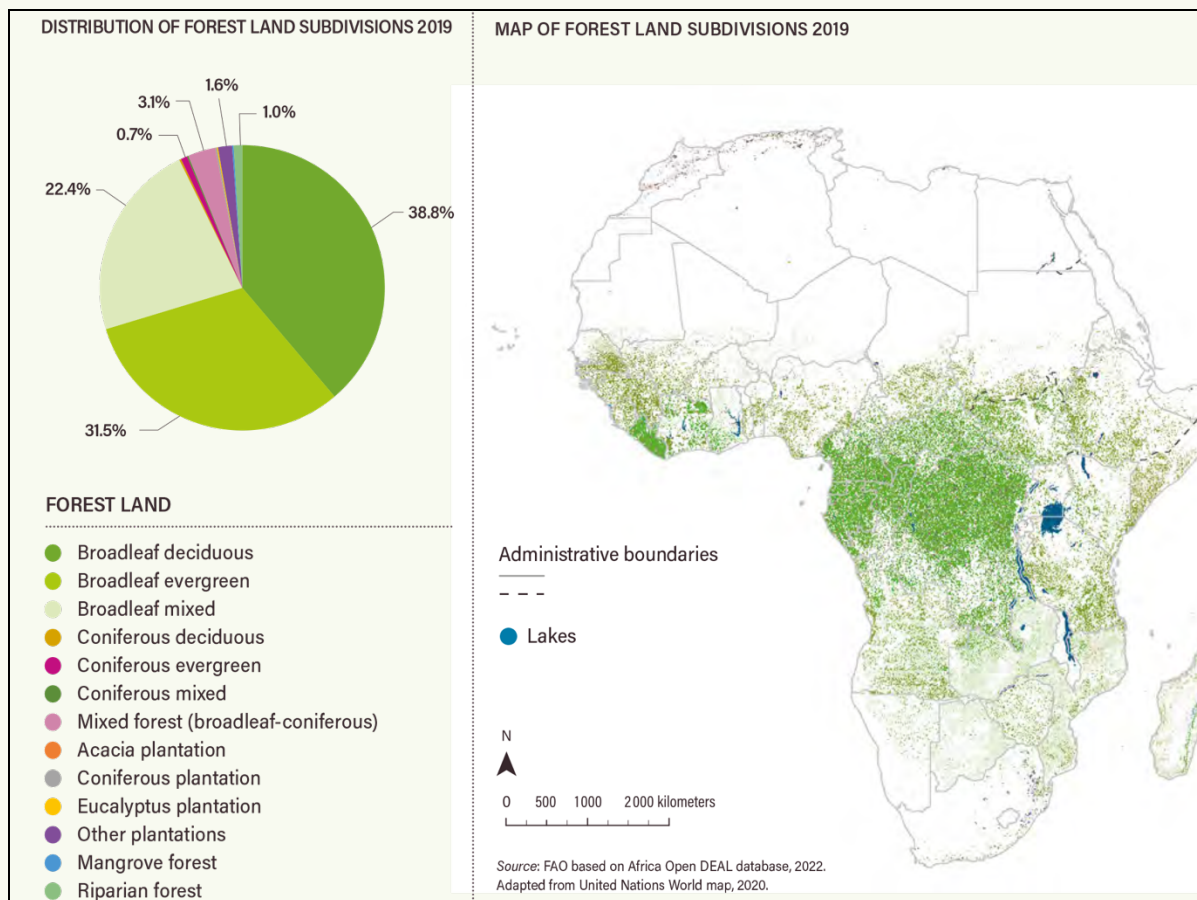 DISTRIBUTION OF FOREST LAND SUBDIVISIONS 2019
1.6%
3.1%
1.0%
0.7%
22.4%
38.8%
31.5%
FOREST LAND
Broadleaf deciduous
Broadleaf evergreen
Broadleaf mixed
Coniferous deciduous
Coniferous evergreen
Coniferous mixed
Mixed forest (broadleaf-coniferous)
Acacia plantation
Coniferous plantation
Eucalyptus plantation
Other plantations
Mangrove forest
Riparian forest
MAP OF FOREST LAND SUBDIVISIONS 2019
Administrative boundaries
Lakes
N
0 500 1000 2 000 kilometers
Source: FAO based on Africa Open DEAL database, 2022.
Adapted from United Nations World map, 2020.